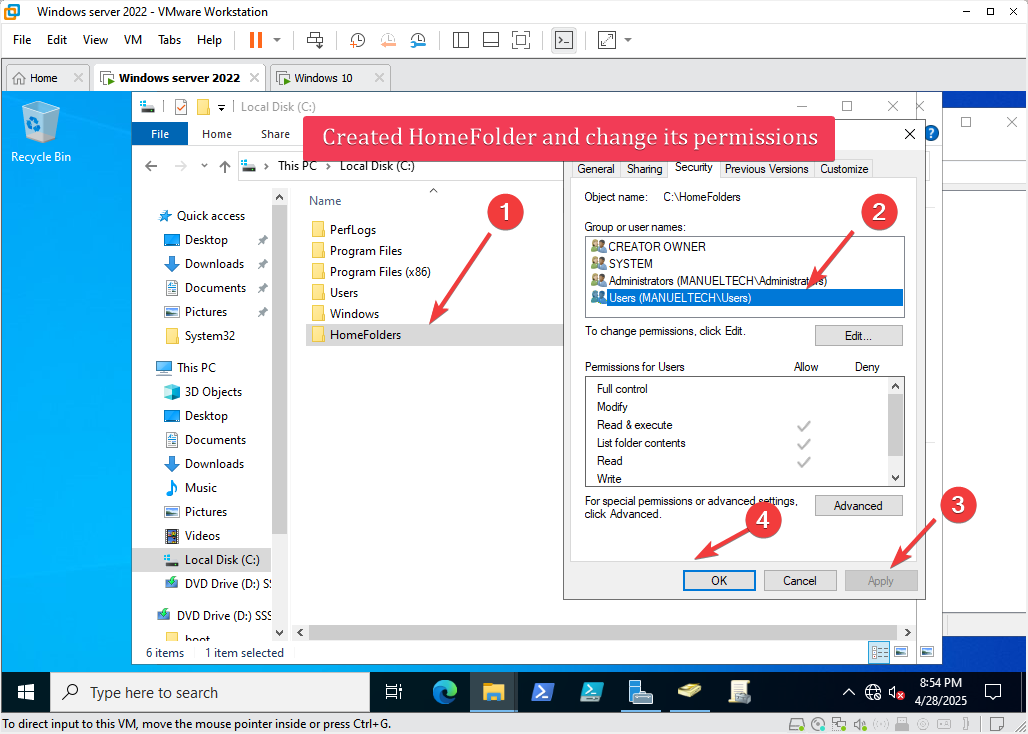 Windows server 2022 - VMware Workstation
File Edit View VM Tabs Help
Home Windows server 2022 Windows 10
Recycle Bin
Local Disk (C:)
File Home Share
Created HomeFolder and change its permissions
This PC Local Disk (C:)
Quick access
Desktop
Downloads
Documents
Pictures
System32
This PC
3D Objects
Desktop
Documents
Downloads
Music
Pictures
Videos
Local Disk (C:)
DVD Drive (D:) SS
DVD Drive (D:) SSS
boot
Name
PerfLogs
Program Files
Program Files (x86)
Users
Windows
HomeFolders
1
General Sharing Security Previous Versions Customize
Object name: C:\HomeFolders
Group or user names:
2
CREATOR OWNER
SYSTEM
Administrators (MANUELTECH\Administrators)
Users (MANUELTECH\Users)
To change permissions, click Edit.
Edit...
Permissions for Users Allow Deny
Full control
Modify
Read & execute
List folder contents
Read
Write
For special permissions or advanced settings,
click Advanced.
Advanced
3
4
OK Cancel Apply
6 items 1 item selected
Type here to search
8:54 PM
4/28/2025
To direct input to this VM, move the mouse pointer inside or press Ctrl+G.